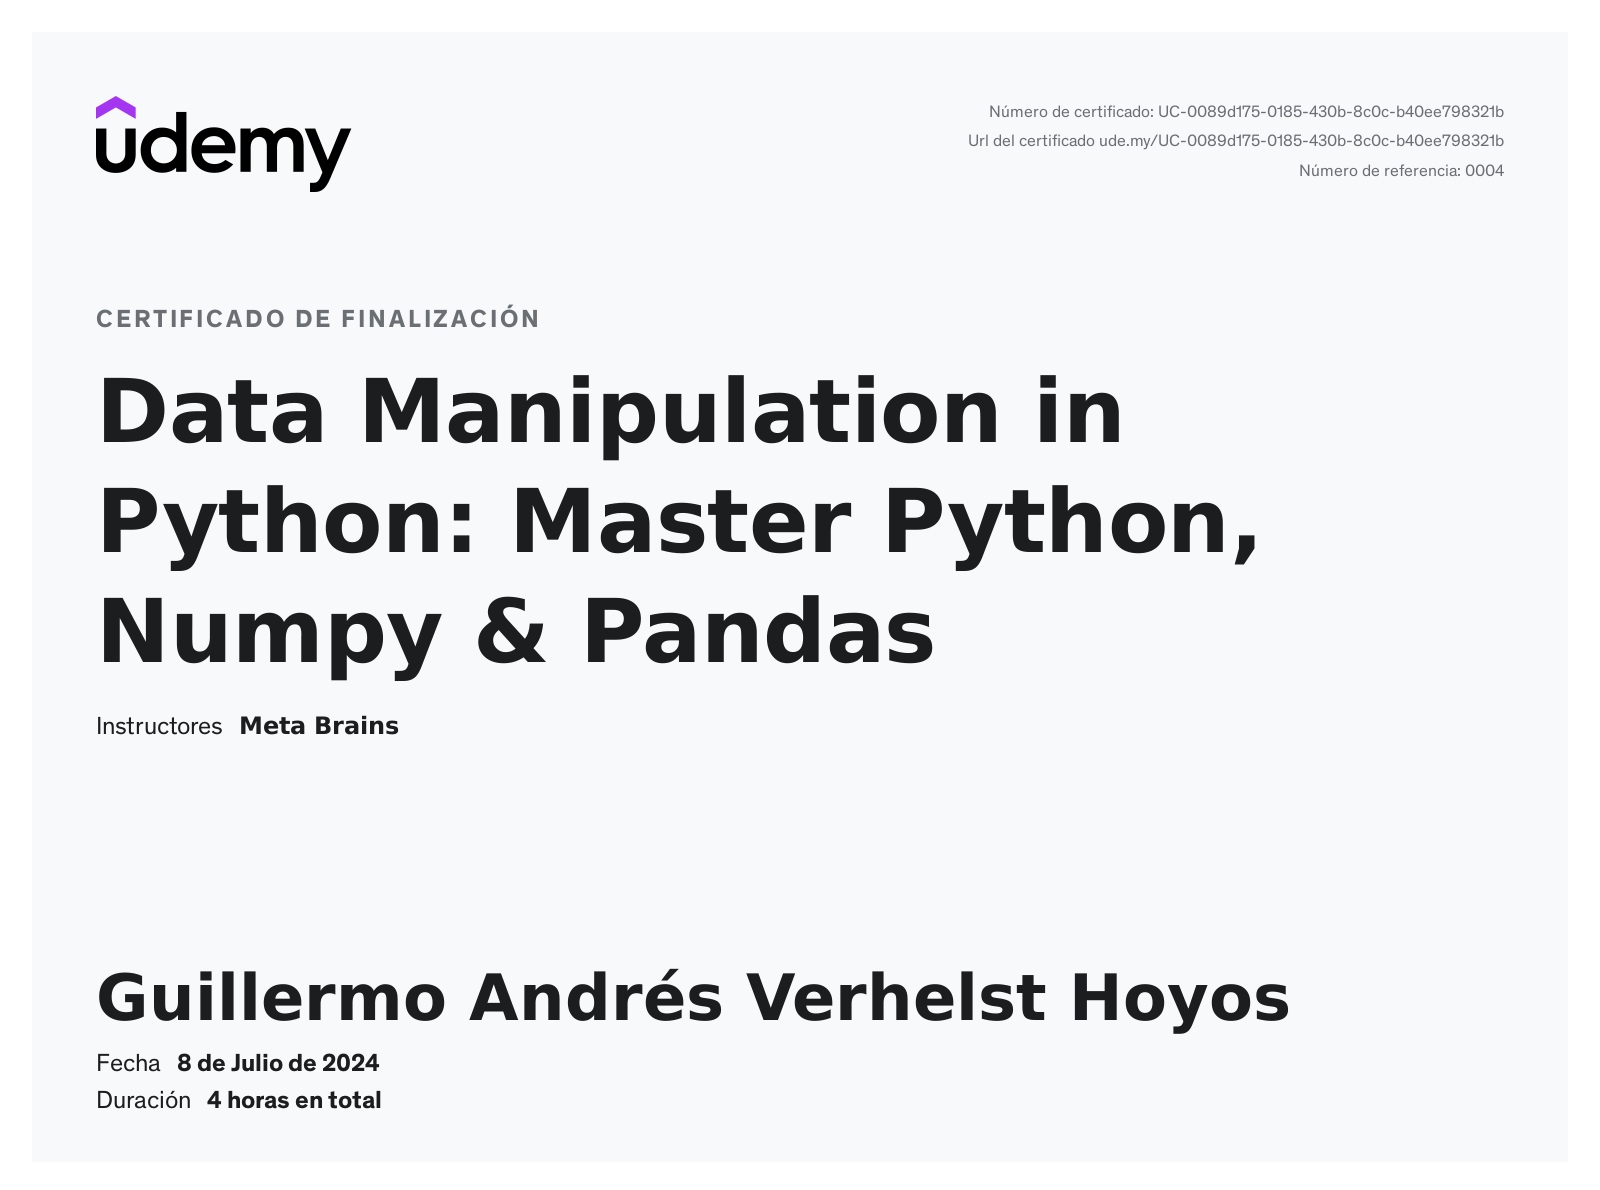 udemy
Número de certificado: UC-0089d175-0185-430b-8c0c-b40ee798321b
Url del certificado ude.my/UC-0089d175-0185-430b-8c0c-b40ee798321b
Número de referencia: 0004
CERTIFICADO DE FINALIZACIÓN
Data Manipulation in
Python: Master Python,
Numpy & Pandas
Instructores Meta Brains
Guillermo Andrés Verhelst Hoyos
Fecha 8 de Julio de 2024
Duración 4 horas en total